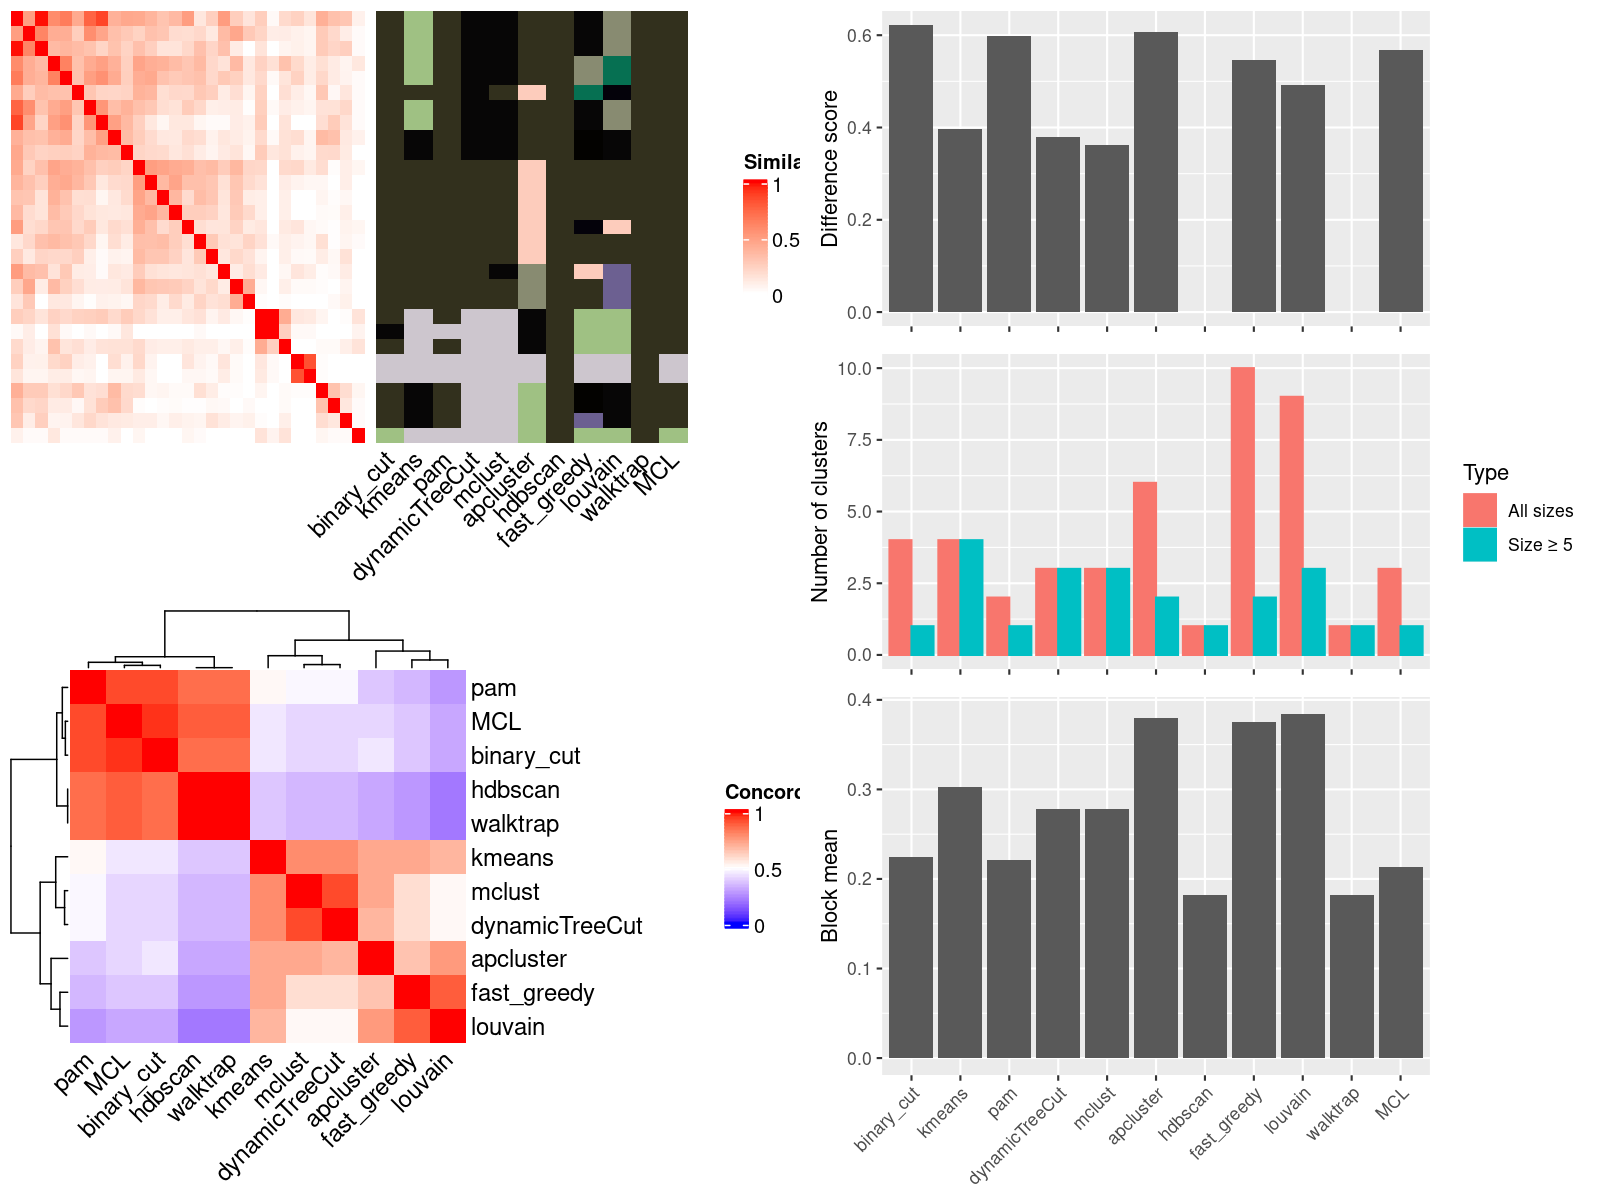 Simila
1
0.5
0
binary_cut
kmeans
pam
dynamicTreeCut
mclust
apcluster
hdbscan
fast_greedy
louvain
walktrap
MCL
pam
MCL
binary_cut
hdbscan
walktrap
kmeans
mclust
dynamicTreeCut
apcluster
fast_greedy
louvain
pam
MCL
binary_cut
hdbscan
walktrap
kmeans
mclust
dynamicTreeCut
apcluster
fast_greedy
louvain
Concord
1
0.5
0
Difference score
0.6
0.4
0.2
0.0
Number of clusters
10.0
7.5
5.0
2.5
0.0
Type
All sizes
Size ≥ 5
Block mean
0.4
0.3
0.2
0.1
0.0
binary_cut
kmeans
pam
dynamicTreeCut
mclust
apcluster
hdbscan
fast_greedy
louvain
walktrap
MCL